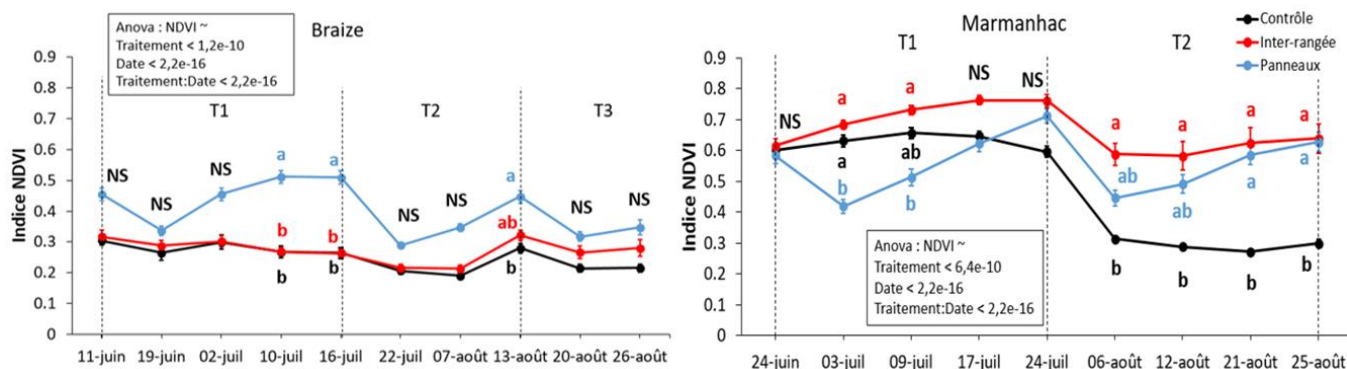 Anova : NDVI ~
Traitement < 1,2e-10
Date < 2,2e-16
Traitement:Date < 2,2e-16
Braize
T1
T2
T3
Indice NDVI
0.9
0.8
0.7
0.6
0.5
0.4
0.3
0.2
0.1
0
NS
NS
NS
a
a
NS
NS
a
NS
NS
b
b
ab
b
b
b
11-juin
19-juin
02-juil
10-juil
16-juil
22-juil
07-août
13-août
20-août
26-août
Marmanhac
T1
T2
Contrôle
Inter-rangée
Panneaux
Indice NDVI
0.9
0.8
0.7
0.6
0.5
0.4
0.3
0.2
0.1
0
NS
a
a
NS
NS
a
a
a
a
a
ab
b
b
ab
ab
a
a
b
b
b
b
Anova : NDVI ~
Traitement < 6,4e-10
Date < 2,2e-16
Traitement:Date < 2,2e-16
24-juin
03-juil
09-juil
17-juil
24-juil
06-août
12-août
21-août
25-août